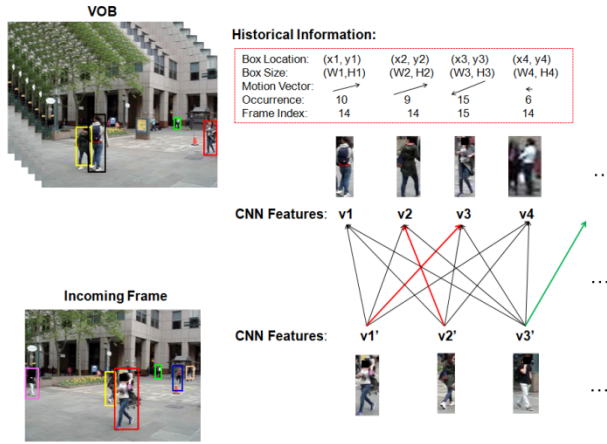 VOB
Historical Information:
Box Location: (x1, y1) (x2, y2) (x3, y3) (x4, y4)
Box Size: (W1,H1) (W2, H2) (W3, H3) (W4, H4)
Motion Vector:
Occurrence: 10 9 15 6
Frame Index: 14 14 15 14
...
CNN Features: v1 v2 v3 v4
...
Incoming Frame
CNN Features: v1’ v2’ v3’
...